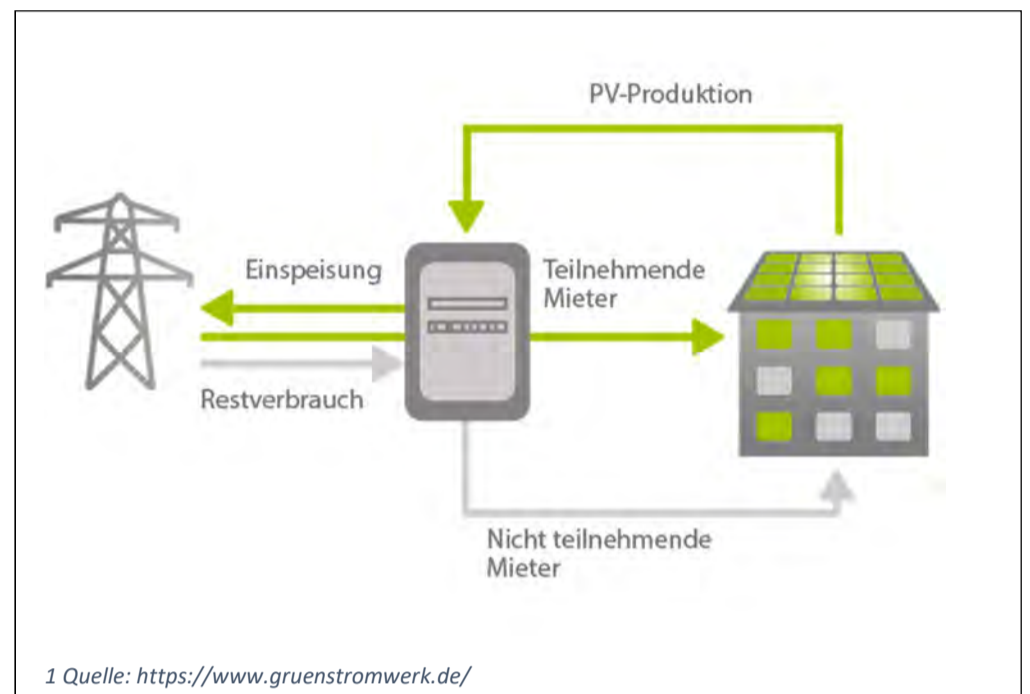 PV-Produktion
Einspeisung
Teilnehmende
Mieter
Restverbrauch
Nicht teilnehmende
Mieter
1 Quelle: https://www.gruenstromwerk.de/